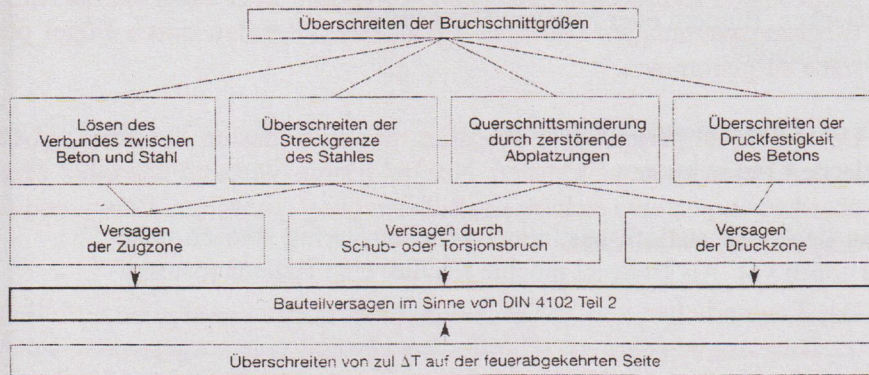 Überschreiten der Bruchschnittgrößen
Lösen des
Verbundes zwischen
Beton und Stahl
Überschreiten der
Streckgrenze
des Stahles
Querschnittsminderung
durch zerstörende
Abplatzungen
Überschreiten der
Druckfestigkeit
des Betons
Versagen
der Zugzone
Versagen durch
Schub- oder Torsionsbruch
Versagen
der Druckzone
Bauteilversagen im Sinne von DIN 4102 Teil 2
Überschreiten von zul ΔT auf der feuerabgekehrten Seite